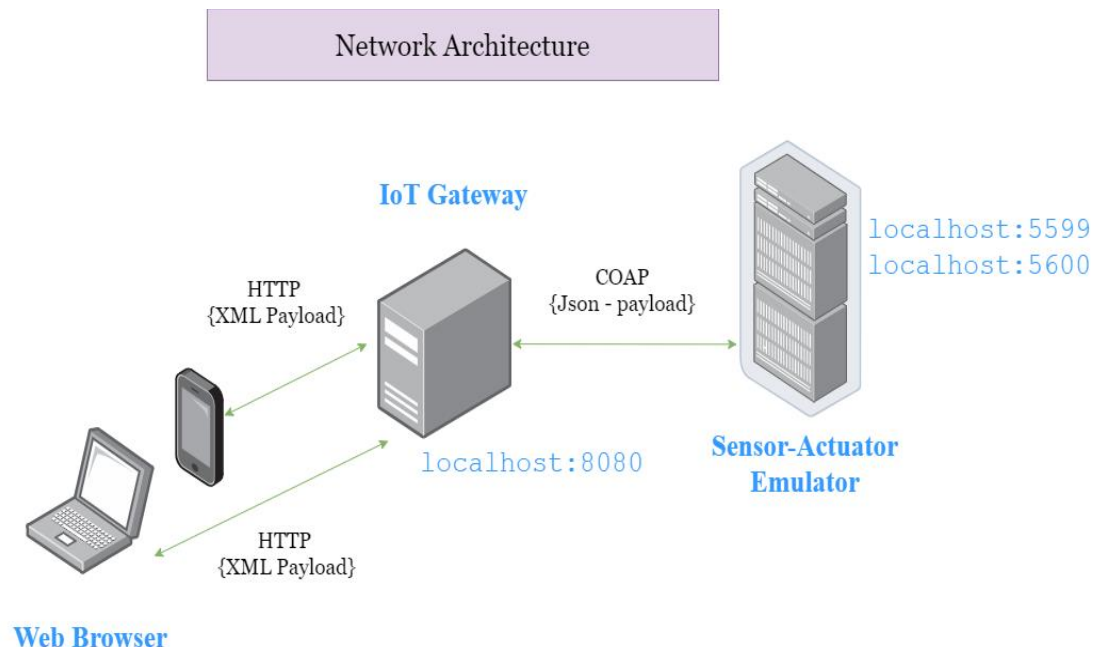 Network Architecture
IoT Gateway
localhost:5599
localhost:5600
HTTP
{XML Payload}
COAP
{Json - payload}
localhost:8080
Sensor-Actuator
Emulator
HTTP
{XML Payload}
Web Browser